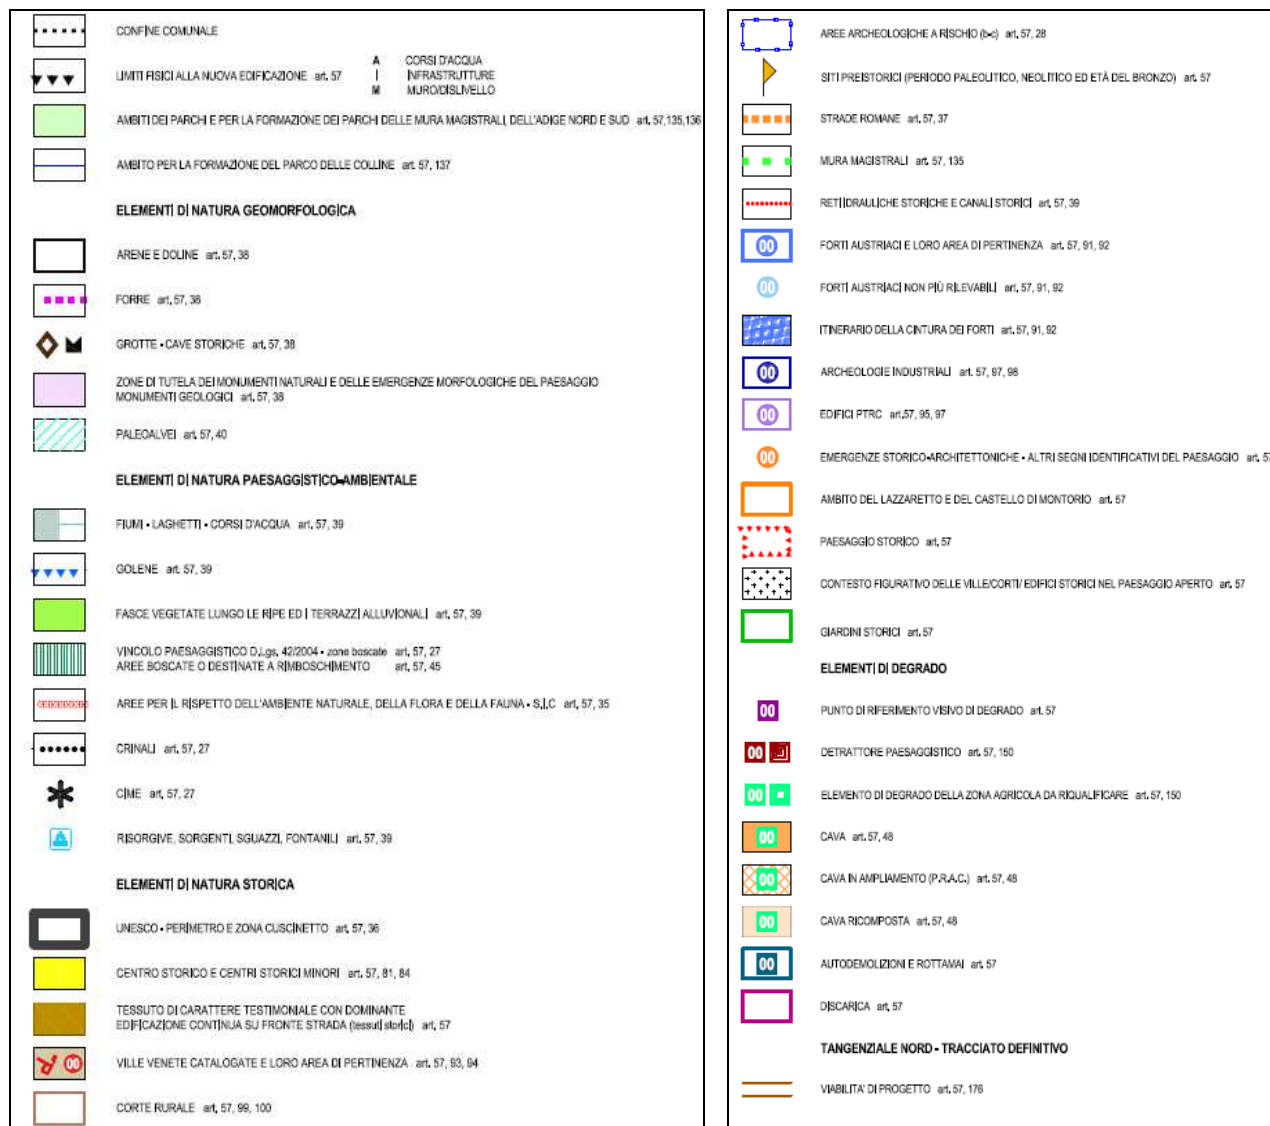 CONFINE COMUNALE
LIMITI FISICI ALLA NUOVA EDIFICAZIONE art. 57
A CORSI D'ACQUA
I INFRASTRUTTURE
M MURO/DISLIVELLO
AMBITI DEI PARCHI E PER LA FORMAZIONE DEI PARCHI DELLE MURA MAGISTRALI, DELL'ADIGE NORD E SUD art. 57,135,136
AMBITO PER LA FORMAZIONE DEL PARCO DELLE COLLINE art. 57, 137
ELEMENTI DI NATURA GEOMORFOLOGICA
ARENE E DOLINE art. 57, 38
FORRE art. 57, 38
GROTTE - CAVE STORICHE art. 57, 38
ZONE DI TUTELA DEI MONUMENTI NATURALI E DELLE EMERGENZE MORFOLOGICHE DEL PAESAGGIO
MONUMENTI GEOLOGICI art. 57, 38
PALEOALVEI art. 57, 40
ELEMENTI DI NATURA PAESAGGISTICO-AMBIENTALE
FIUMI - LAGHETTI - CORSI D'ACQUA art. 57, 39
GOLENE art. 57, 39
FASCE VEGETATE LUNGO LE RIPE ED I TERRAZZI ALLUVIONALI art. 57, 39
VINCOLO PAESAGGISTICO D.Lgs. 42/2004 - zone boscate art. 57, 27
AREE BOSCATE O DESTINATE A RIMBOSCHIMENTO art. 57, 45
AREE PER IL RISPETTO DELL'AMBIENTE NATURALE, DELLA FLORA E DELLA FAUNA - S.I.C art. 57, 35
CRINALI art. 57, 27
CIME art. 57, 27
RISORGIVE, SORGENTI, SGUAZZI, FONTANILI art. 57, 39
ELEMENTI DI NATURA STORICA
UNESCO - PERIMETRO E ZONA CUSCINETTO art. 57, 36
CENTRO STORICO E CENTRI STORICI MINORI art. 57, 81, 84
TESSUTO DI CARATTERE TESTIMONIALE CON DOMINANTE
EDIFICAZIONE CONTINUA SU FRONTE STRADA (tessuti storici) art. 57
00 VILLE VENETE CATALOGATE E LORO AREA DI PERTINENZA art. 57, 93, 94
CORTE RURALE art. 57, 99, 100
AREE ARCHEOLOGICHE A RISCHIO (b-c) art. 57, 28
SITI PREISTORICI (PERIODO PALEOLITICO, NEOLITICO ED ETÀ DEL BRONZO) art. 57
STRADE ROMANE art. 57, 37
MURA MAGISTRALI art. 57, 135
RETI IDRAULICHE STORICHE E CANALI STORICI art. 57, 39
00 FORTI AUSTRIACI E LORO AREA DI PERTINENZA art. 57, 91, 92
00 FORTI AUSTRIACI NON PIÙ RILEVABILI art. 57, 91, 92
ITINERARIO DELLA CINTURA DEI FORTI art. 57, 91, 92
00 ARCHEOLOGIE INDUSTRIALI art. 57, 97, 98
00 EDIFICI PTRC art.57, 95, 97
00 EMERGENZE STORICO-ARCHITETTONICHE - ALTRI SEGNI IDENTIFICATIVI DEL PAESAGGIO art. 57
AMBITO DEL LAZZARETTO E DEL CASTELLO DI MONTORIO art. 57
PAESAGGIO STORICO art. 57
CONTESTO FIGURATIVO DELLE VILLE/CORTI/ EDIFICI STORICI NEL PAESAGGIO APERTO art. 57
GIARDINI STORICI art. 57
ELEMENTI DI DEGRADO
00 PUNTO DI RIFERIMENTO VISIVO DI DEGRADO art. 57
00 DETRATTORE PAESAGGISTICO art. 57, 150
00 ELEMENTO DI DEGRADO DELLA ZONA AGRICOLA DA RIQUALIFICARE art. 57, 150
00 CAVA art. 57, 48
00 CAVA IN AMPLIAMENTO (P.R.A.C.) art. 57, 48
00 CAVA RICOMPOSTA art. 57, 48
00 AUTODEMOLIZIONI E ROTTAMAI art. 57
DISCARICA art. 57
TANGENZIALE NORD - TRACCIATO DEFINITIVO
VIABILITA' DI PROGETTO art. 57, 176